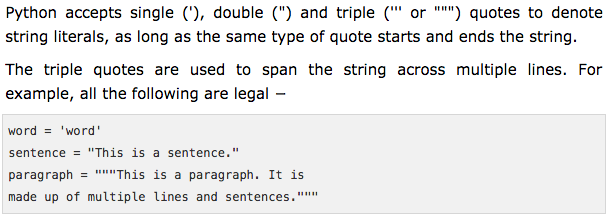 Python accepts single ('), double (") and triple (''' or """) quotes to denote
string literals, as long as the same type of quote starts and ends the string.
The triple quotes are used to span the string across multiple lines. For
example, all the following are legal −
word = 'word'
sentence = "This is a sentence."
paragraph = """This is a paragraph. It is
made up of multiple lines and sentences."""